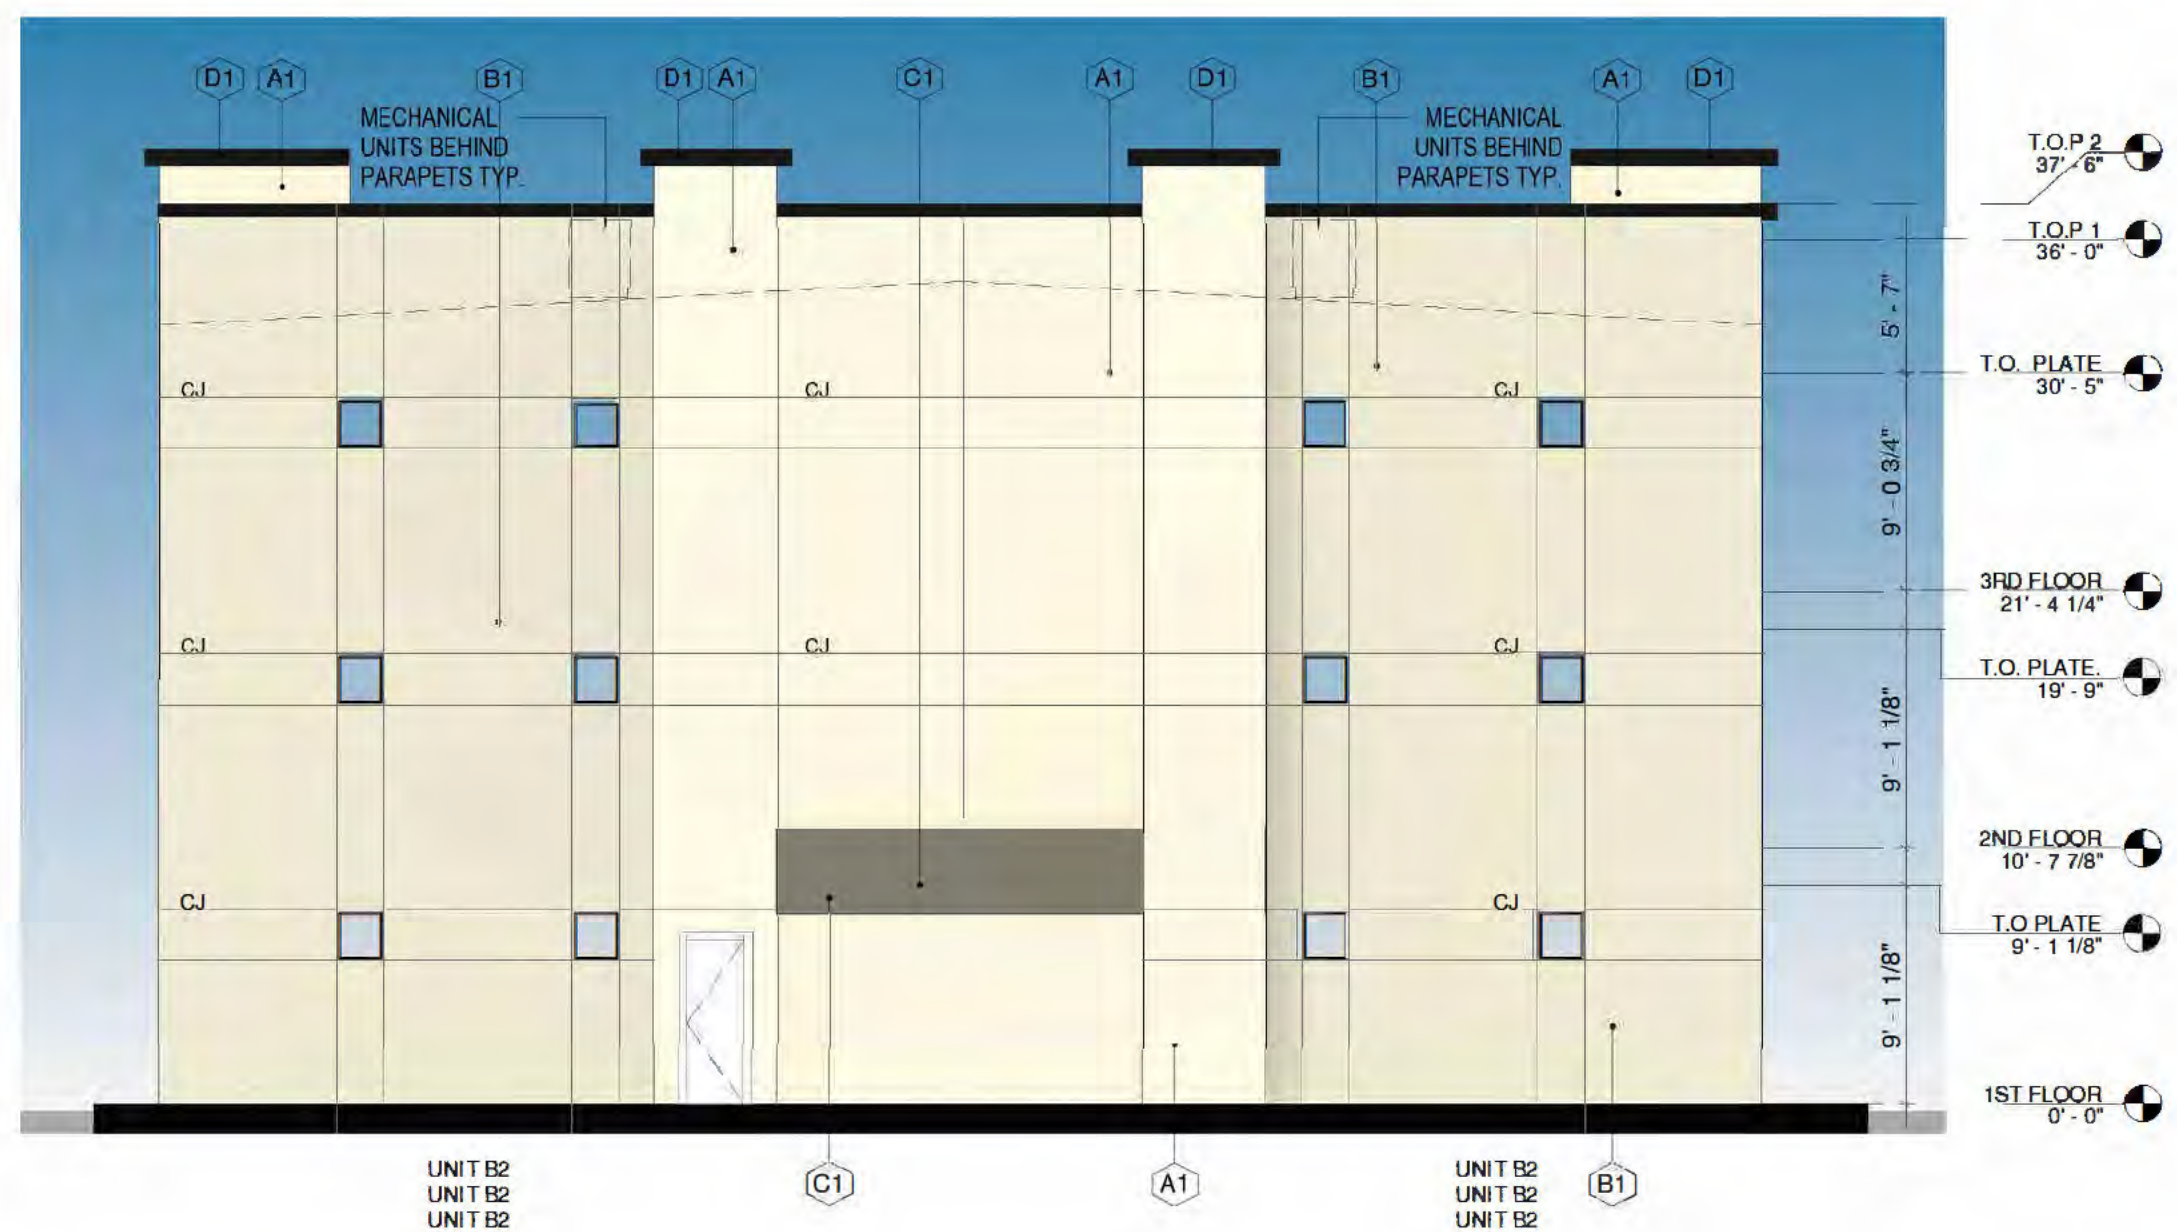 D1 A1 B1 D1 A1 C1 A1 D1 B1 A1 D1
MECHANICAL
UNITS BEHIND
PARAPETS TYP.
MECHANICAL
UNITS BEHIND
PARAPETS TYP.
T.O.P 2
37' - 6"
T.O.P 1
36' - 0"
5' - 7"
T.O. PLATE
30' - 5"
CJ CJ CJ
9' - 0 3/4"
3RD FLOOR
21' - 4 1/4"
CJ CJ CJ
T.O. PLATE.
19' - 9"
9' - 1 1/8"
2ND FLOOR
10' - 7 7/8"
CJ CJ
T.O PLATE
9' - 1 1/8"
9' - 1 1/8"
1ST FLOOR
0' - 0"
UNIT B2
UNIT B2
UNIT B2
C1 A1
UNIT B2
UNIT B2
UNIT B2
B1